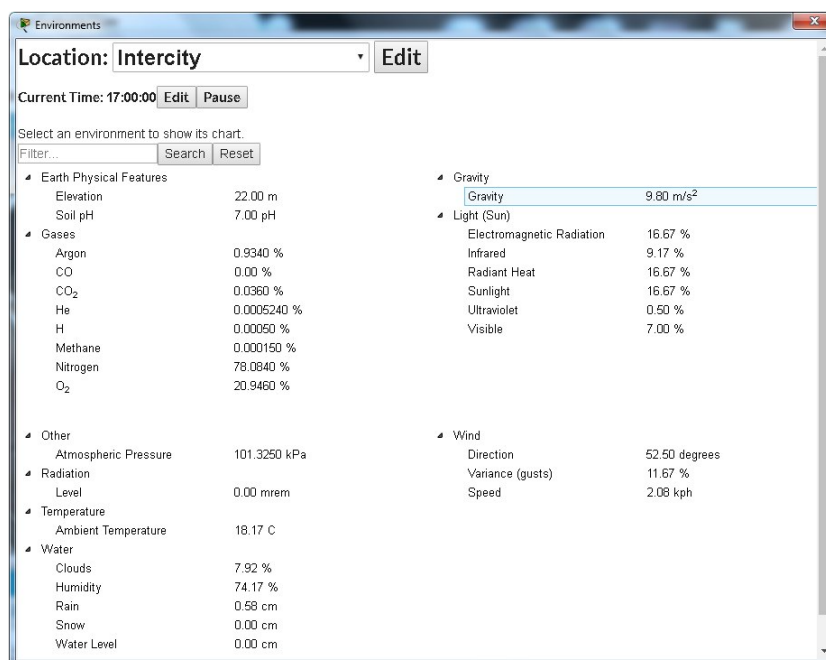 Environments
Location: Intercity Edit
Current Time: 17:00:00 Edit Pause
Select an environment to show its chart.
Filter... Search Reset
Earth Physical Features
Elevation 22.00 m
Soil pH 7.00 pH
Gases
Argon 0.9340 %
CO 0.00 %
CO2 0.0360 %
He 0.0005240 %
H 0.00050 %
Methane 0.000150 %
Nitrogen 78.0840 %
O2 20.9460 %
Gravity
Gravity 9.80 m/s2
Light (Sun)
Electromagnetic Radiation 16.67 %
Infrared 9.17 %
Radiant Heat 16.67 %
Sunlight 16.67 %
Ultraviolet 0.50 %
Visible 7.00 %
Other
Atmospheric Pressure 101.3250 kPa
Radiation
Level 0.00 mrem
Temperature
Ambient Temperature 18.17 C
Water
Clouds 7.92 %
Humidity 74.17 %
Rain 0.58 cm
Snow 0.00 cm
Water Level 0.00 cm
Wind
Direction 52.50 degrees
Variance (gusts) 11.67 %
Speed 2.08 kph